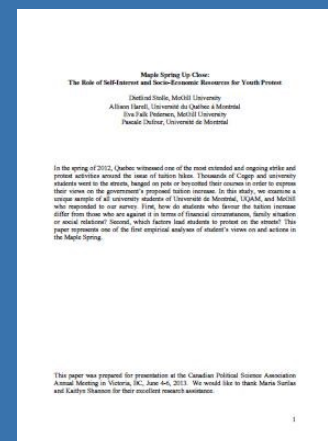 Maple Spring Up Close:
The Role of Self-Interest and Socio-Economic Resources for Youth Protest
Dietlind Stolle, McGill University
Allison Harell, Université du Québec à Montréal
Eva Falk Pedersen, McGill University
Pascale Dufour, Université de Montréal
In the spring of 2012, Quebec witnessed one of the most extended and ongoing strike and
protest activities around the issue of tuition hikes. Thousands of Cegep and university
students went to the streets, banged on pots or boycotted their courses in order to express
their views on the government's proposed tuition increase. In this study, we examine a
unique sample of all university students of Université de Montréal, UQAM, and McGill
who responded to our survey. First, how do students who favour the tuition increase
differ from those who are against it in terms of financial circumstances, family situation
or social relations? Second, which factors lead students to protest on the streets? This
paper represents one of the first empirical analyses of student's views on and actions in
the Maple Spring.
This paper was prepared for presentation at the Canadian Political Science Association
Annual Meeting in Victoria, BC, June 4-6, 2013. We would like to thank Maria Surilas
and Kaitlyn Shannon for their excellent research assistance.
1